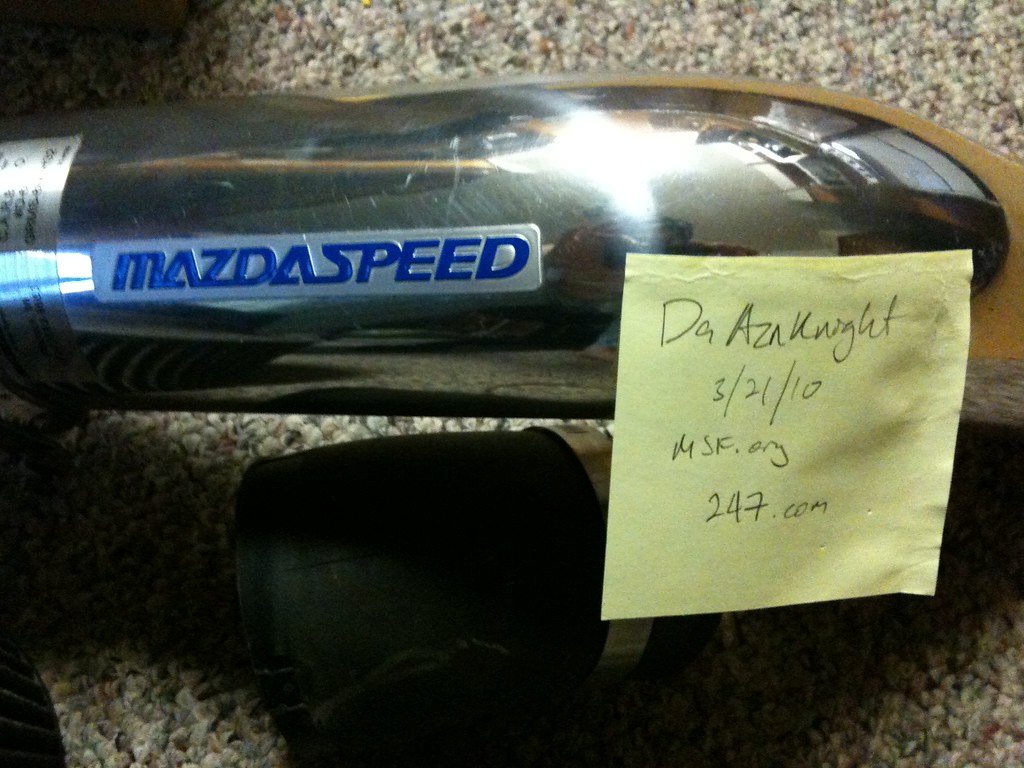 MAZDASPEED
Da AznKnight
3/21/10
MSF.org
247.com